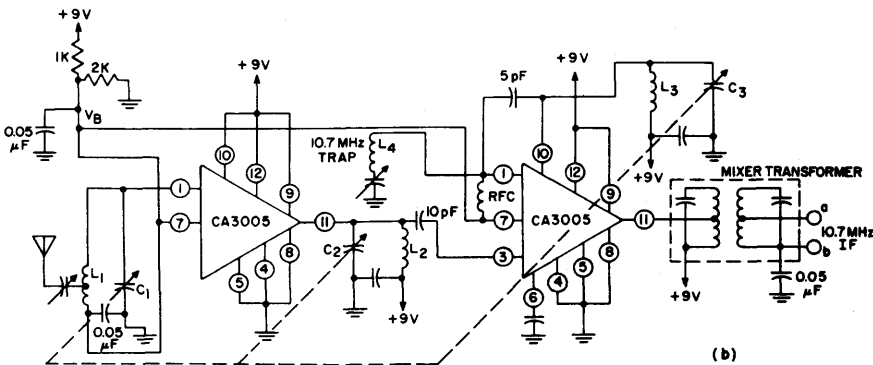 +9V
1K
2K
0.05
μF
VB
+9V
10
12
9
1
7
CA3005
11
5
4
8
L1
C1
0.05
μF
10.7 MHz
TRAP
L4
C2
L2
10pF
+9V
5pF
+9V
L3
C3
+9V
10
12
9
1
RFC
7
3
CA3005
11
6
4
5
8
MIXER TRANSFORMER
a
10.7 MHz
IF
b
+9V
0.05
μF
(b)